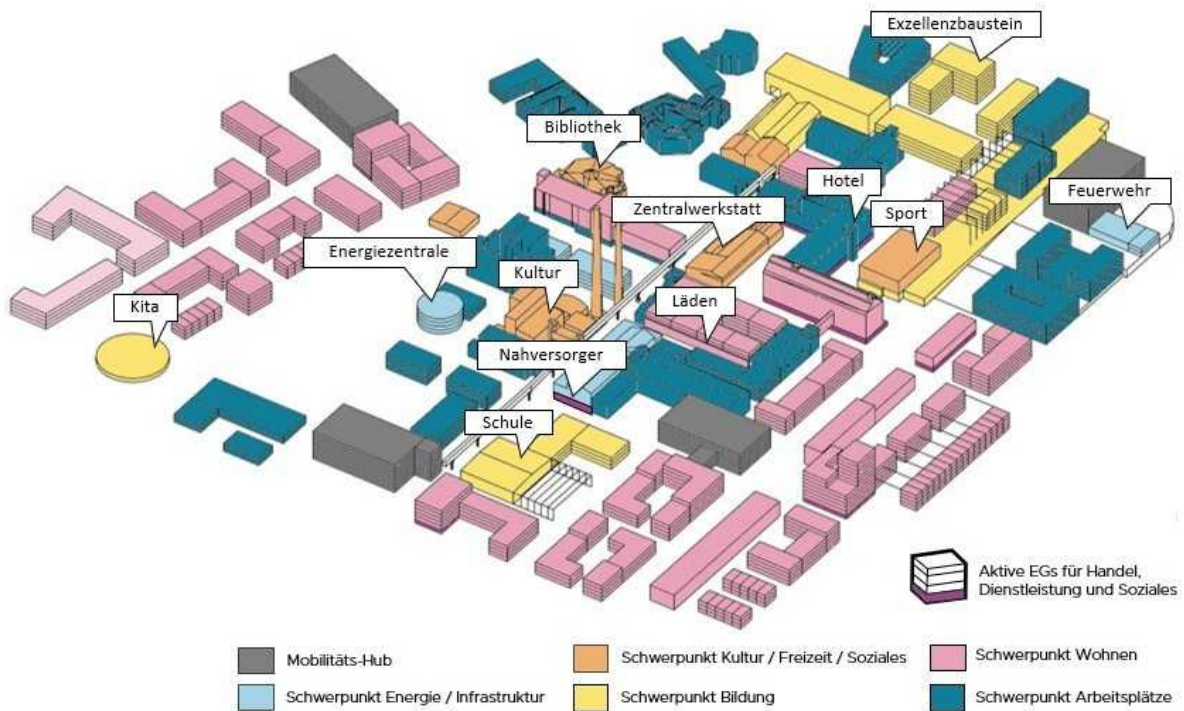 Exzellenzbaustein
Bibliothek
Hotel
Feuerwehr
Zentralwerkstatt
Sport
Energiezentrale
Kultur
Läden
Kita
Nahversorger
Schule
Aktive EGs für Handel,
Dienstleistung und Soziales
Mobilitäts-Hub
Schwerpunkt Kultur / Freizeit / Soziales
Schwerpunkt Wohnen
Schwerpunkt Energie / Infrastruktur
Schwerpunkt Bildung
Schwerpunkt Arbeitsplätze